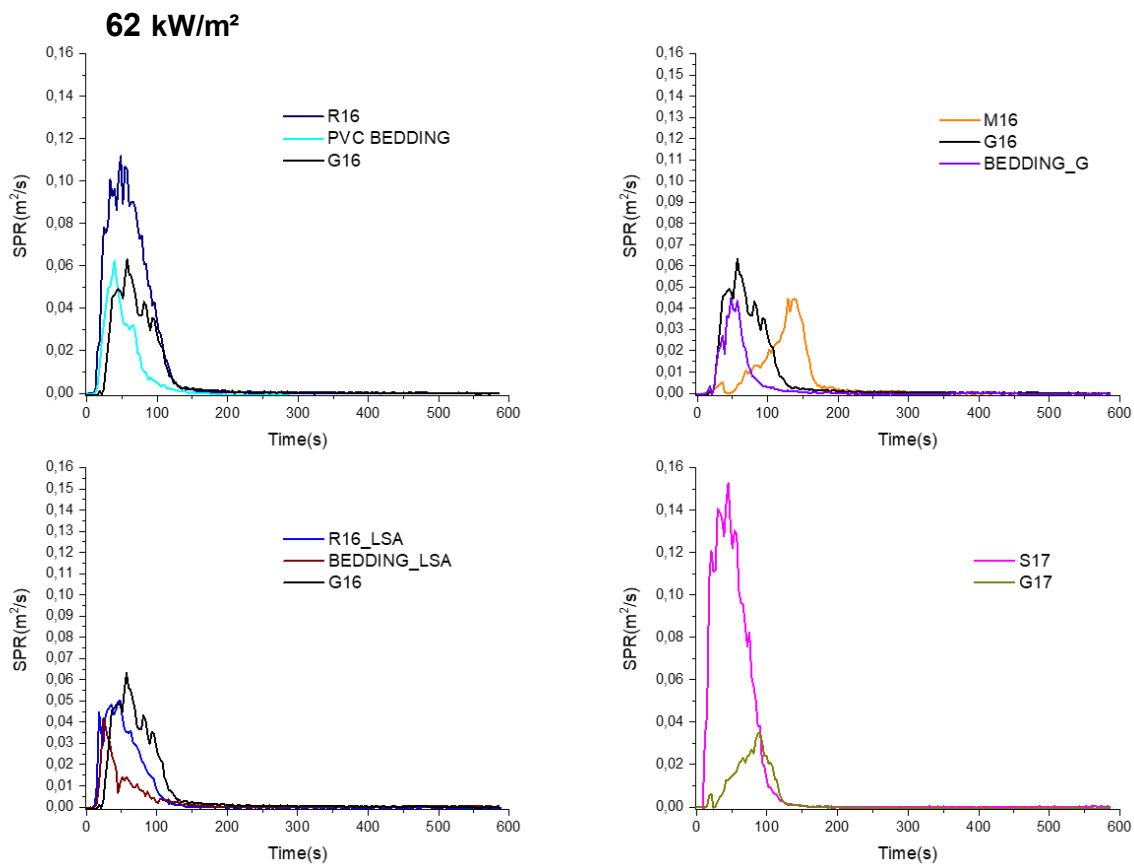 62 kW/m²
0,16
0,14
0,12
0,10
0,08
0,06
0,04
0,02
0,00
SPR(m²/s)
R16
PVC BEDDING
G16
0 100 200 300 400 500 600
Time(s)
0,16
0,15
0,14
0,13
0,12
0,11
0,10
0,09
0,08
0,07
0,06
0,05
0,04
0,03
0,02
0,01
0,00
SPR(m²/s)
M16
G16
BEDDING_G
0 100 200 300 400 500 600
Time(s)
0,16
0,15
0,14
0,13
0,12
0,11
0,10
0,09
0,08
0,07
0,06
0,05
0,04
0,03
0,02
0,01
0,00
SPR(m²/s)
R16_LSA
BEDDING_LSA
G16
0 100 200 300 400 500 600
Time(s)
0,16
0,14
0,12
0,10
0,08
0,06
0,04
0,02
0,00
SPR(m²/s)
S17
G17
0 100 200 300 400 500 600
Time(s)